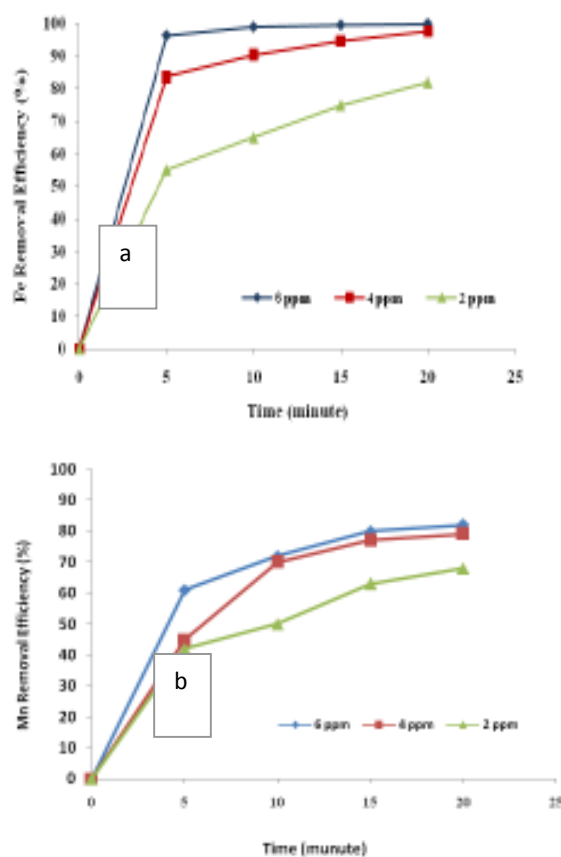 100
90
80
70
60
50
40
30
20
10
0
Fe Removal Efficiency (%)
a
6 ppm 4 ppm 2 ppm
0 5 10 15 20 25
Time (minute)
100
90
80
70
60
50
40
30
20
10
0
Mn Removal Efficiency (%)
b
6 ppm 4 ppm 2 ppm
0 5 10 15 20 25
Time (munute)